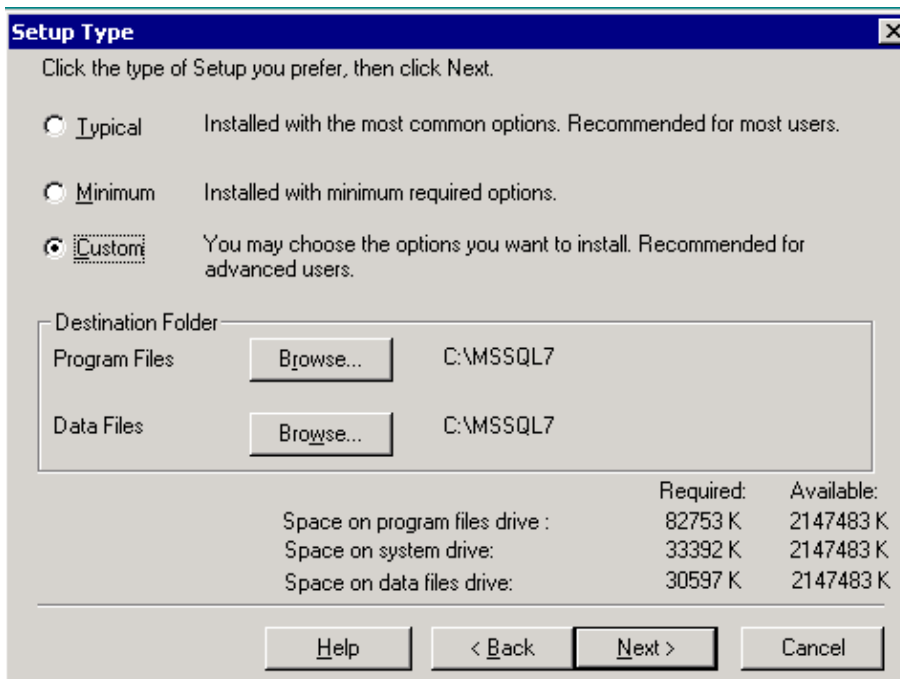 Setup Type
Click the type of Setup you prefer, then click Next.
Typical Installed with the most common options. Recommended for most users.
Minimum Installed with minimum required options.
Custom You may choose the options you want to install. Recommended for
advanced users.
Destination Folder
Program Files Browse... C:\MSSQL7
Data Files Browse... C:\MSSQL7
Required: Available:
Space on program files drive : 82753 K 2147483 K
Space on system drive: 33392 K 2147483 K
Space on data files drive: 30597 K 2147483 K
Help < Back Next > Cancel